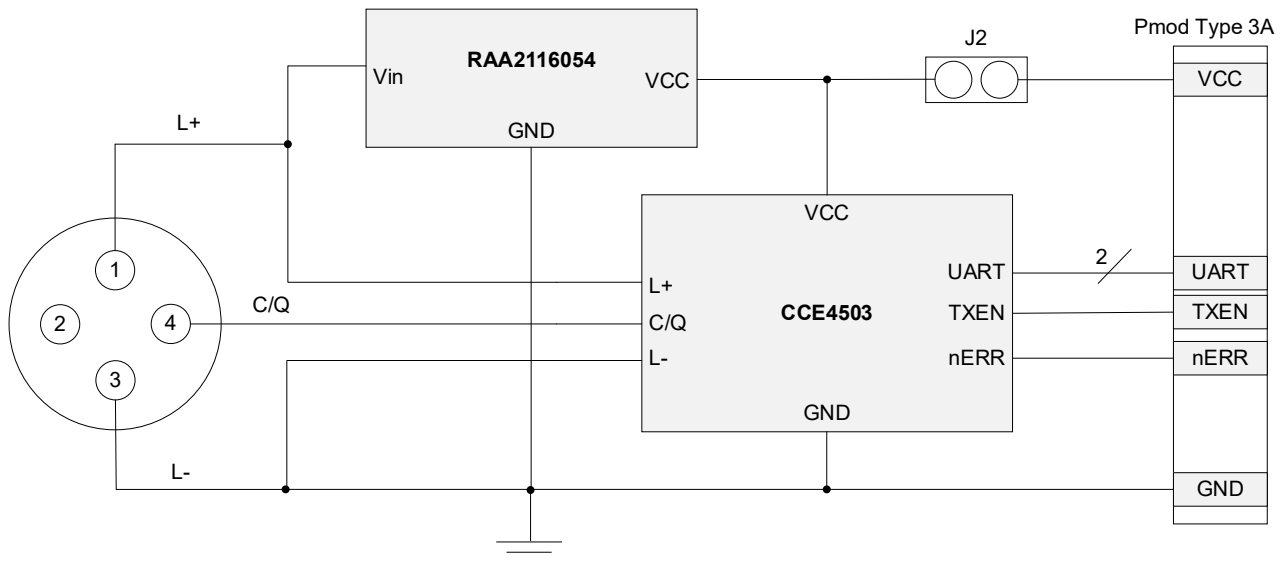 Pmod Type 3A
J2
RAA2116054
Vin
VCC
VCC
GND
L+
VCC
1
UART
2
UART
L+
C/Q
2
4
C/Q
CCE4503
TXEN
TXEN
L-
nERR
nERR
3
GND
L-
GND